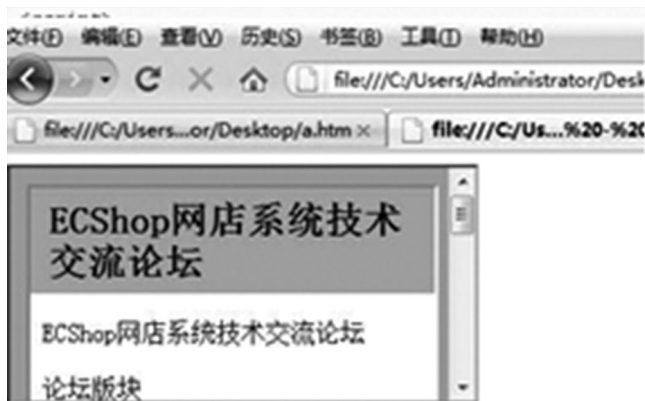 文件(F) 编辑(E) 查看(V) 历史(S) 书签(B) 工具(T) 帮助(H)
file:///C:/Users/Administrator/Desk
file:///C:/Users...or/Desktop/a.htm × file:///C:/Us...%20-%20
ECShop网店系统技术
交流论坛
ECShop网店系统技术交流论坛
论坛版块